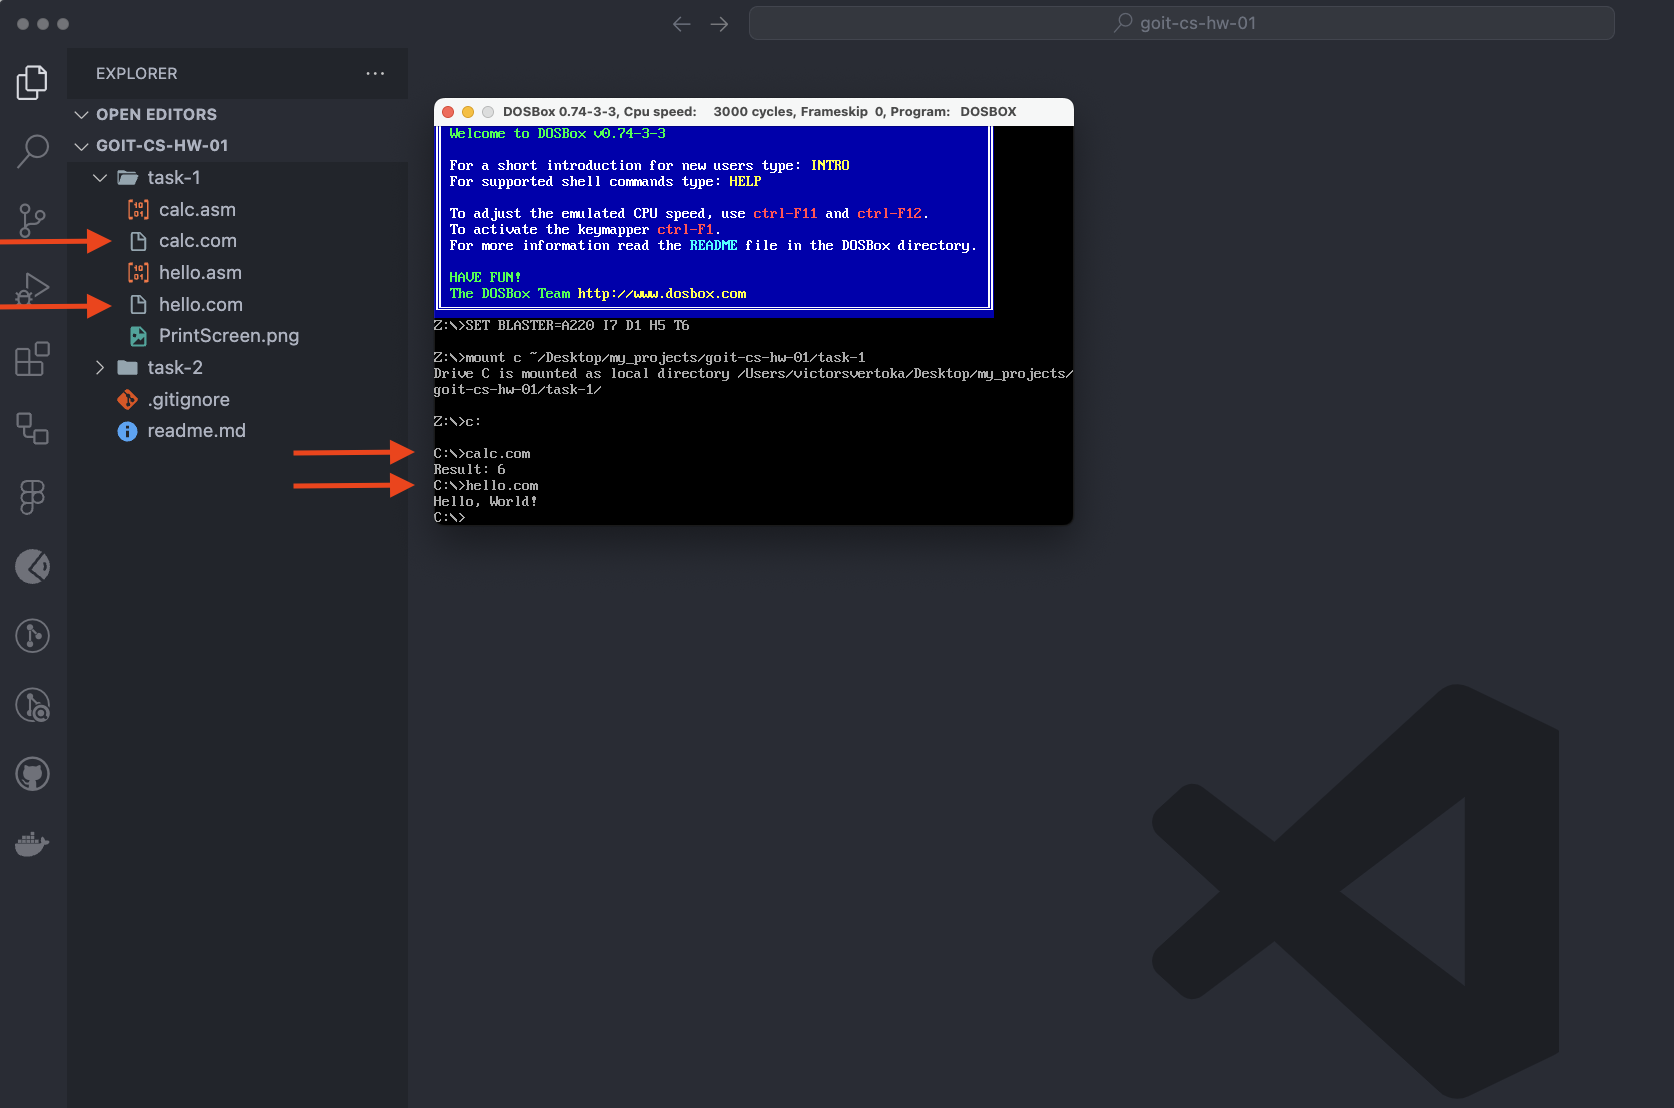 goit-cs-hw-01
EXPLORER
OPEN EDITORS
GOIT-CS-HW-01
task-1
calc.asm
calc.com
hello.asm
hello.com
PrintScreen.png
task-2
.gitignore
readme.md
DOSBox 0.74-3-3, Cpu speed: 3000 cycles, Frameskip 0, Program: DOSBOX
Welcome to DOSBox v0.74-3-3
For a short introduction for new users type: INTRO
For supported shell commands type: HELP
To adjust the emulated CPU speed, use ctrl-F11 and ctrl-F12.
To activate the keymapper ctrl-F1.
For more information read the README file in the DOSBox directory.
HAVE FUN!
The DOSBox Team http://www.dosbox.com
Z:\>SET BLASTER=A220 I7 D1 H5 T6
Z:\>mount c ~/Desktop/my_projects/goit-cs-hw-01/task-1
Drive C is mounted as local directory /Users/victorsvertoka/Desktop/my_projects/
goit-cs-hw-01/task-1/
Z:\>c:
C:\>calc.com
Result: 6
C:\>hello.com
Hello, World!
C:\>